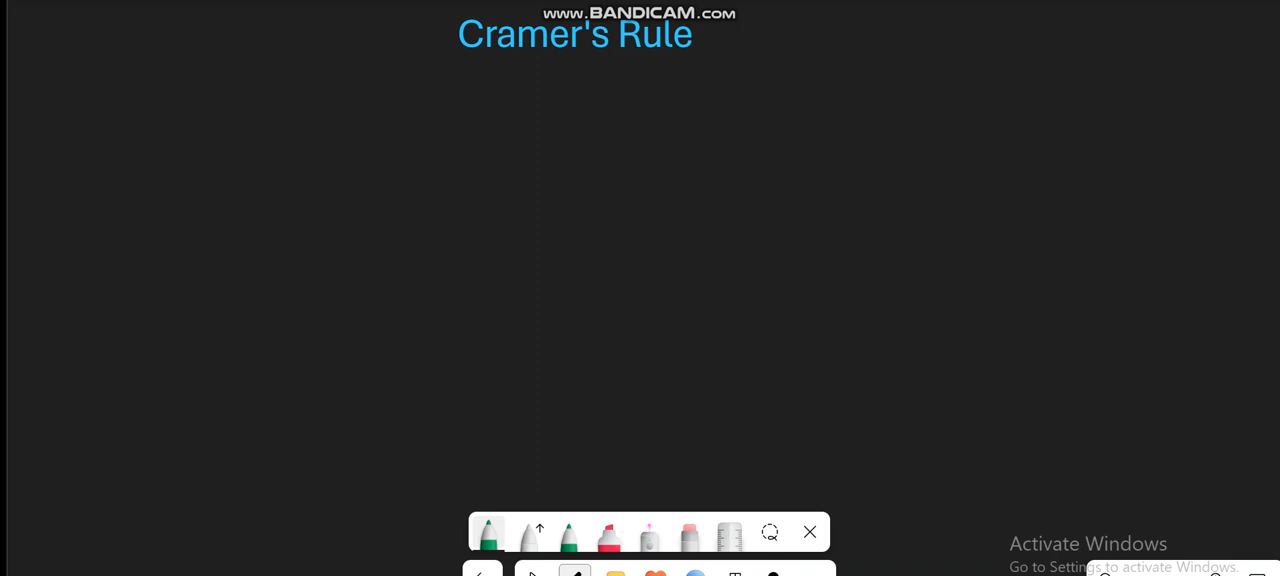 www.BANDICAM.com
Cramer's Rule
Activate Windows
Go to Settings to activate Windows.